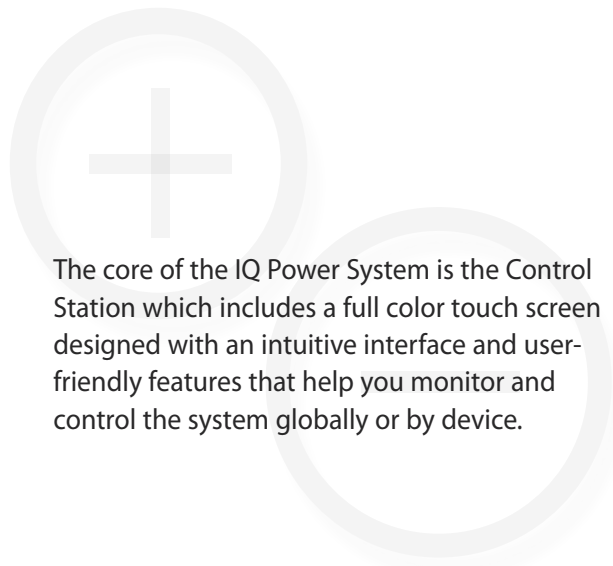 The core of the IQ Power System is the Control
Station which includes a full color touch screen
designed with an intuitive interface and user-
friendly features that help you monitor and
control the system globally or by device.